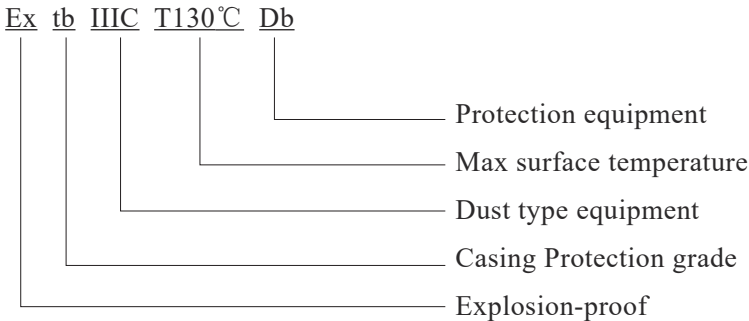 Ex tb IIIC T130℃ Db
Protection equipment
Max surface temperature
Dust type equipment
Casing Protection grade
Explosion-proof